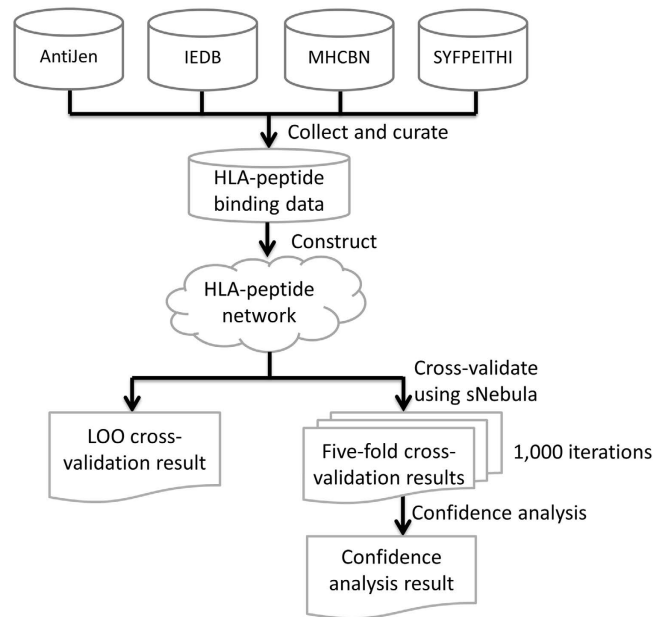 AntiJen
IEDB
MHCBN
SYFPEITHI
Collect and curate
HLA-peptide
binding data
Construct
HLA-peptide
network
Cross-validate
using sNebula
LOO cross-
validation result
Five-fold cross-
validation results
1,000 iterations
Confidence analysis
Confidence
analysis result